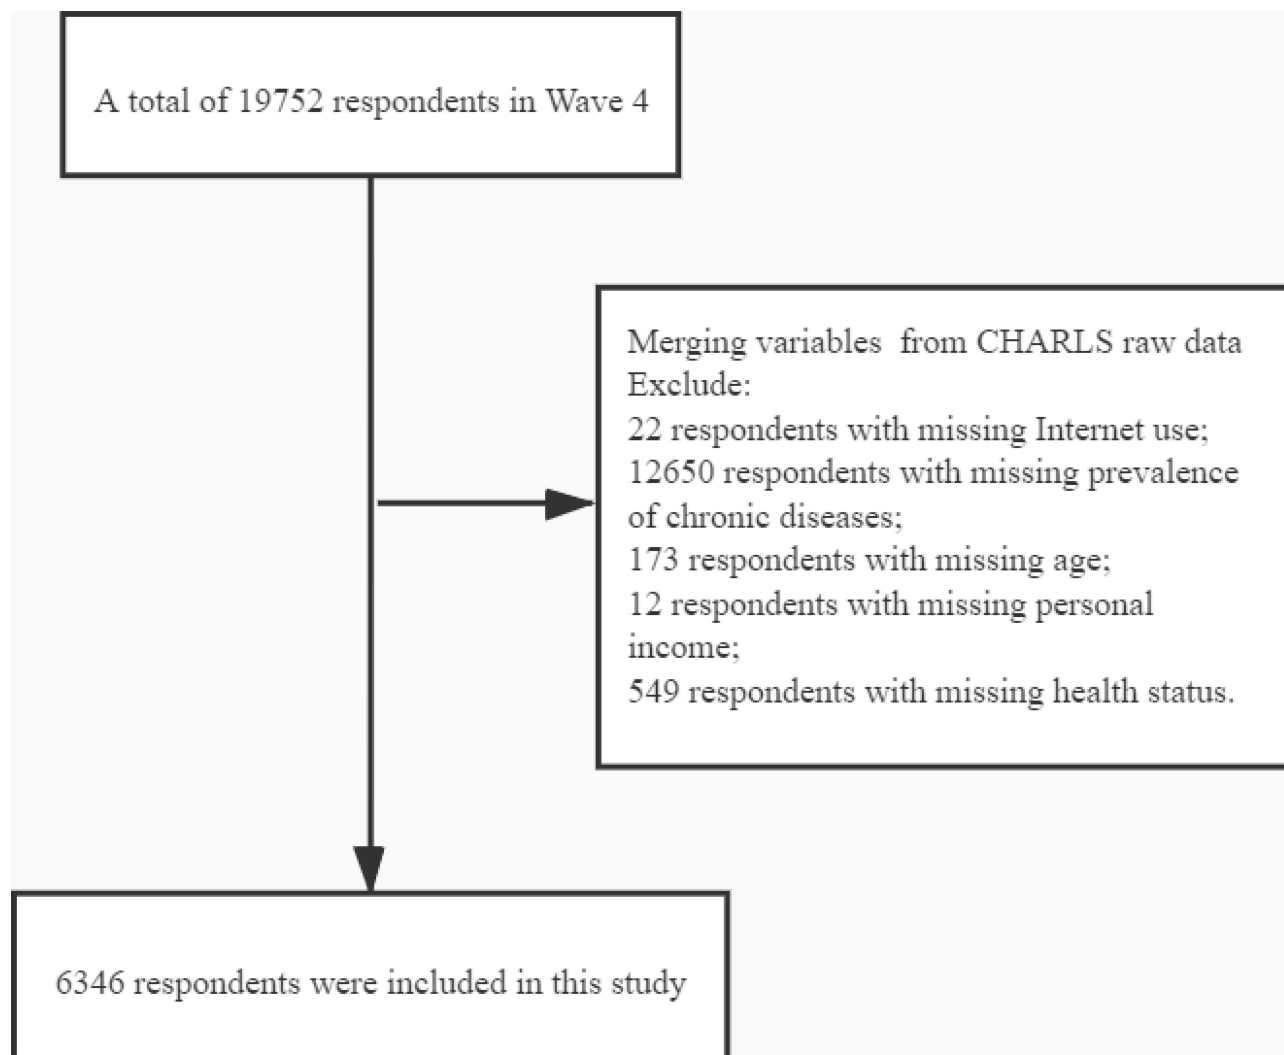 A total of 19752 respondents in Wave 4
Merging variables  from CHARLS raw data
Exclude:
22 respondents with missing Internet use;
12650 respondents with missing prevalence
of chronic diseases;
173 respondents with missing age;
12 respondents with missing personal
income;
549 respondents with missing health status.
6346 respondents were included in this study